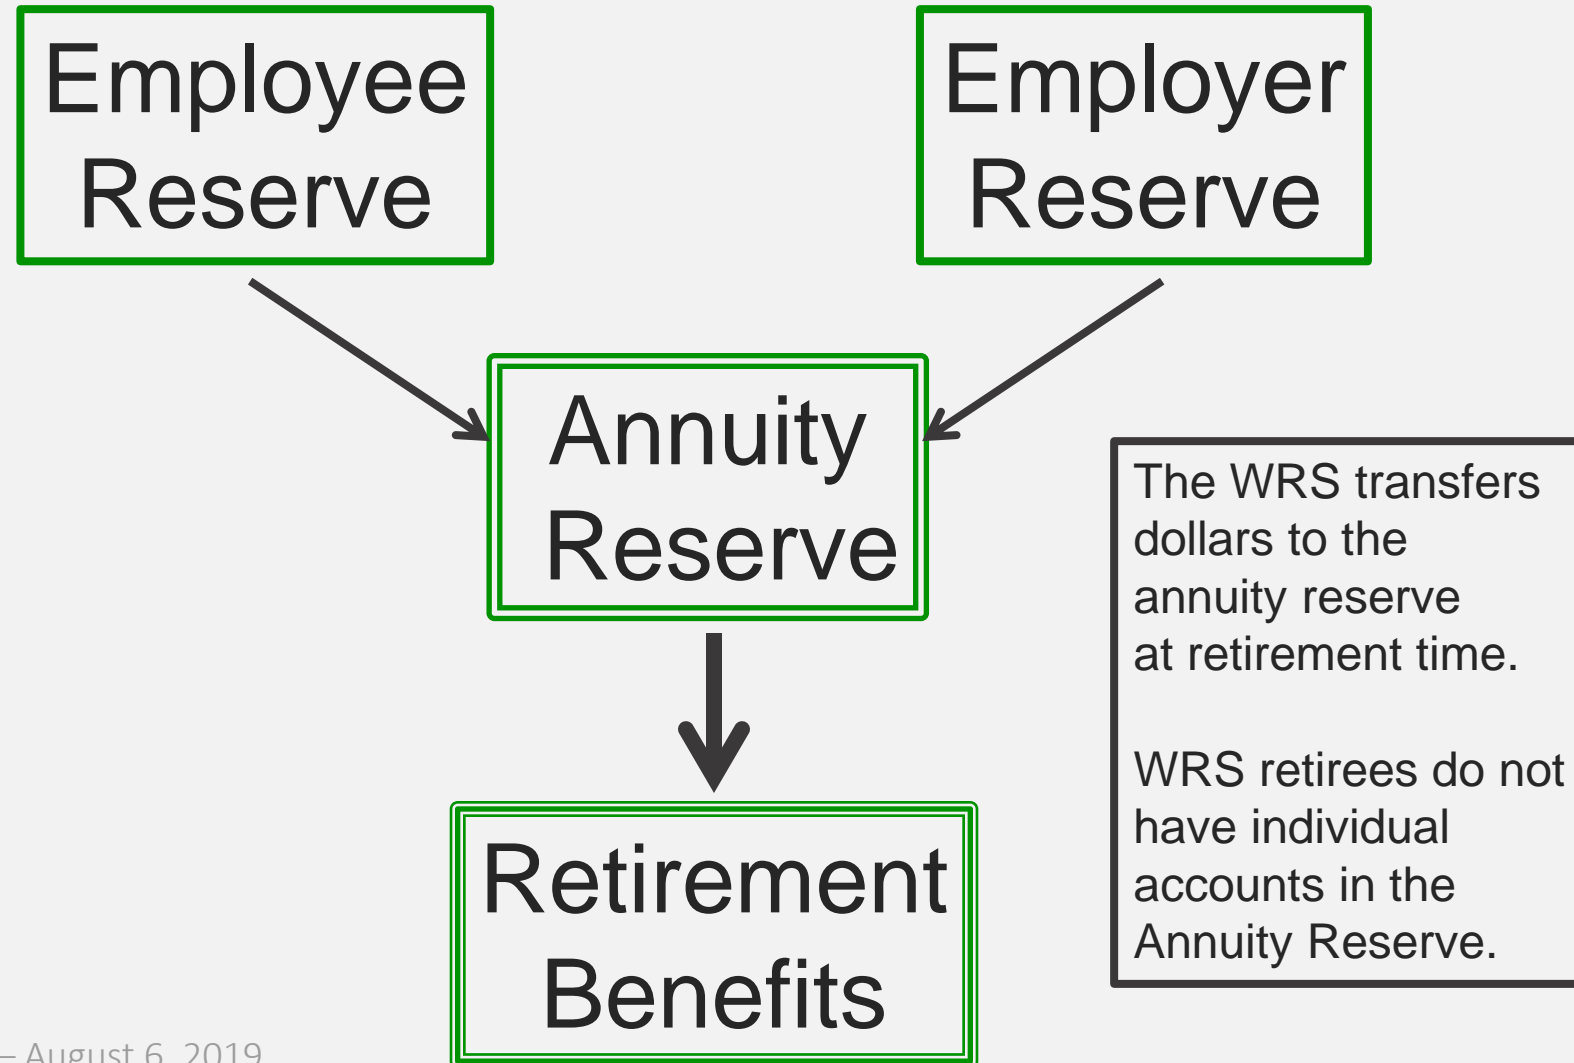 Employee
Reserve
Employer
Reserve
Annuity
Reserve
The WRS transfers
dollars to the
annuity reserve
at retirement time.
WRS retirees do not
have individual
accounts in the
Annuity Reserve.
Retirement
Benefits
– August 6, 2019